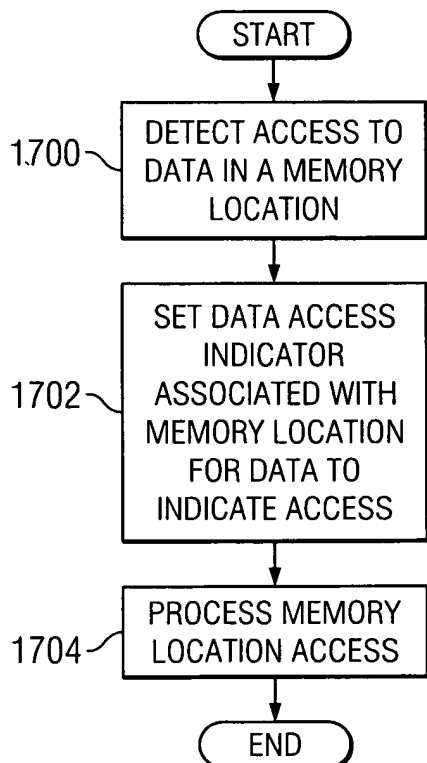 START
1700
DETECT ACCESS TO
DATA IN A MEMORY
LOCATION
1702
SET DATA ACCESS
INDICATOR
ASSOCIATED WITH
MEMORY LOCATION
FOR DATA TO
INDICATE ACCESS
1704
PROCESS MEMORY
LOCATION ACCESS
END